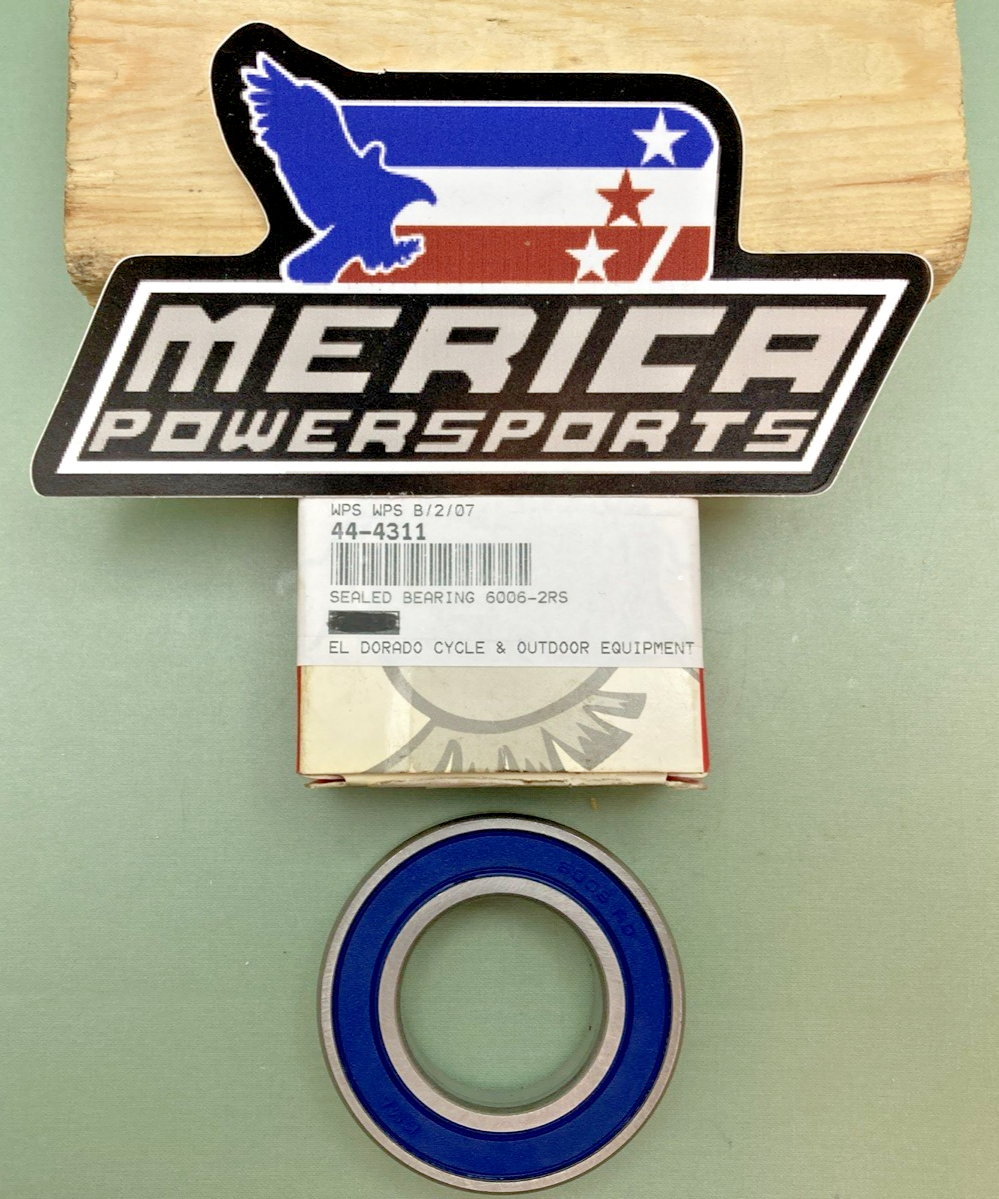 MERICA
POWERSPORTS
WPS WPS B/2/07
44-4311
SEALED BEARING 6006-2RS
EL DORADO CYCLE & OUTDOOR EQUIPMENT